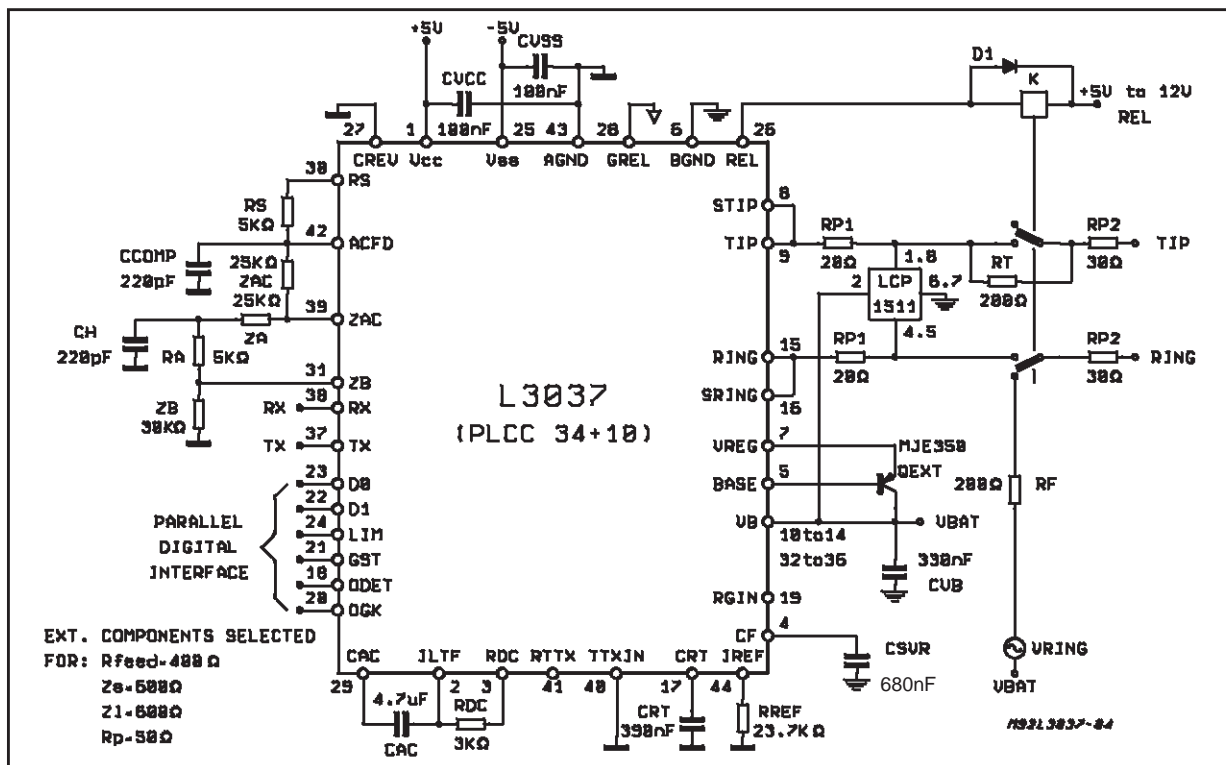 +5V
-5V
CVSS
CVCC
100nF
100nF
D1
K
+5V to 12V
REL
27
1
25
43
28
6
26
CREV
Vcc
Vss
AGND
GREL
BGND
REL
RS
RS
5KΩ
42
ACFD
CCOMP
220pF
25KΩ
ZAC
25KΩ
39
ZAC
ZA
CH
220pF
RA
5KΩ
31
ZB
ZB
30KΩ
RX
RX
TX
37
TX
23
D0
22
D1
24
LIM
21
GST
18
ODET
20
OGK
PARALLEL
DIGITAL
INTERFACE
L3037
(PLCC 34+10)
8
STIP
TIP
9
RP1
20Ω
1.8
2
LCP
1511
6.7
4.5
RT
200Ω
RP2
30Ω
TIP
15
RING
RP1
20Ω
SRING
16
RP2
30Ω
RING
7
VREG
MJE350
QEXT
5
BASE
VB
10to14
32to36
VBAT
330nF
CVB
200Ω
RF
RGIN
19
4
CF
CSVR
680nF
VRING
VBAT
EXT. COMPONENTS SELECTED
FOR: Rfeed=400Ω
Zs=600Ω
Zl=600Ω
Rp=50Ω
CAC
ILTF
RDC
RTTX
TTXIN
CRT
IREF
29
2
3
41
40
17
44
4.7uF
CAC
RDC
3KΩ
CRT
390nF
RREF
23.7KΩ
M92L3037-04